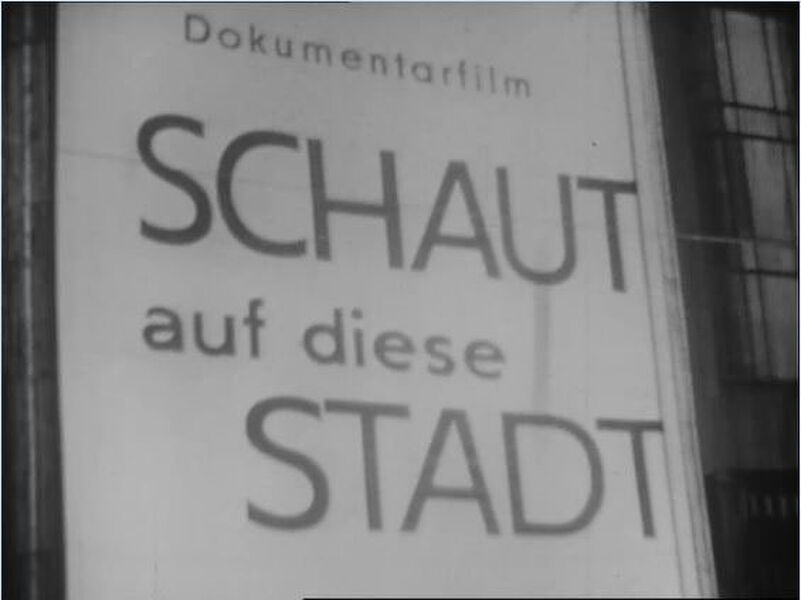 Dokumentarfilm
SCHAUT
auf diese
STADT